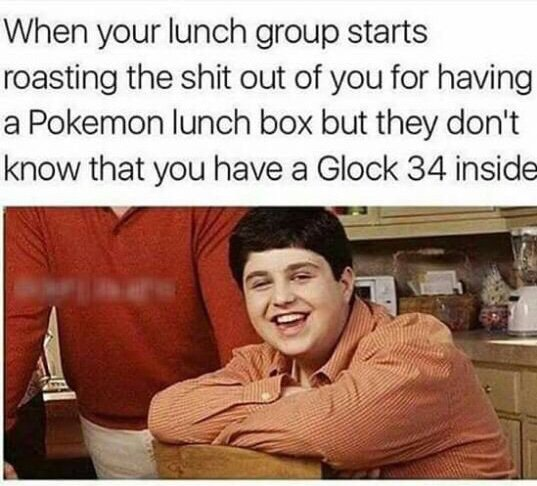 When your lunch group starts
roasting the shit out of you for having
a Pokemon lunch box but they don't
know that you have a Glock 34 inside